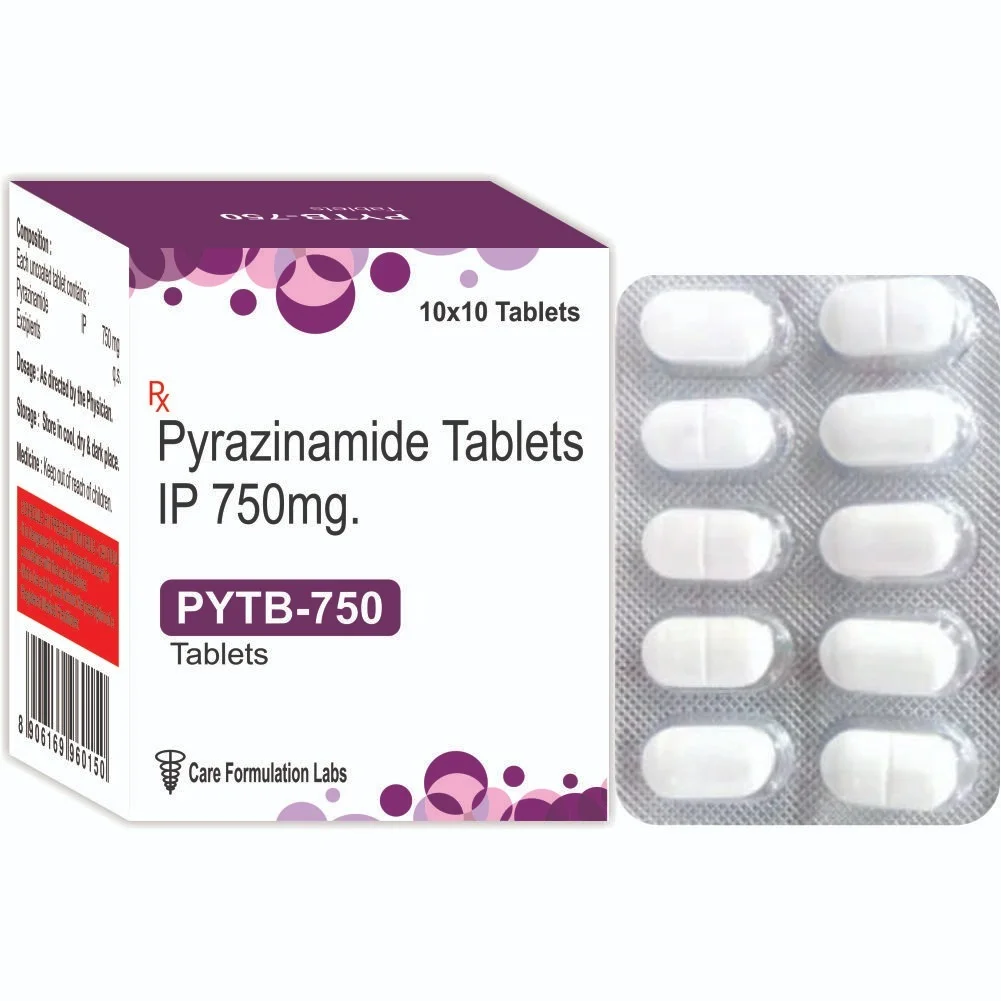 PYTB-750
Tablets
10x10 Tablets
Rx
Pyrazinamide Tablets
IP 750mg.
PYTB-750
Tablets
Care Formulation Labs
Composition :
Each uncoated tablet contains :
Pyrazinamide IP 750 mg
Excipients q.s.
Dosage : As directed by the Physician.
Storage : Store in cool, dry & dark place.
Medicine : Keep out of reach of children.
8 906169 960150